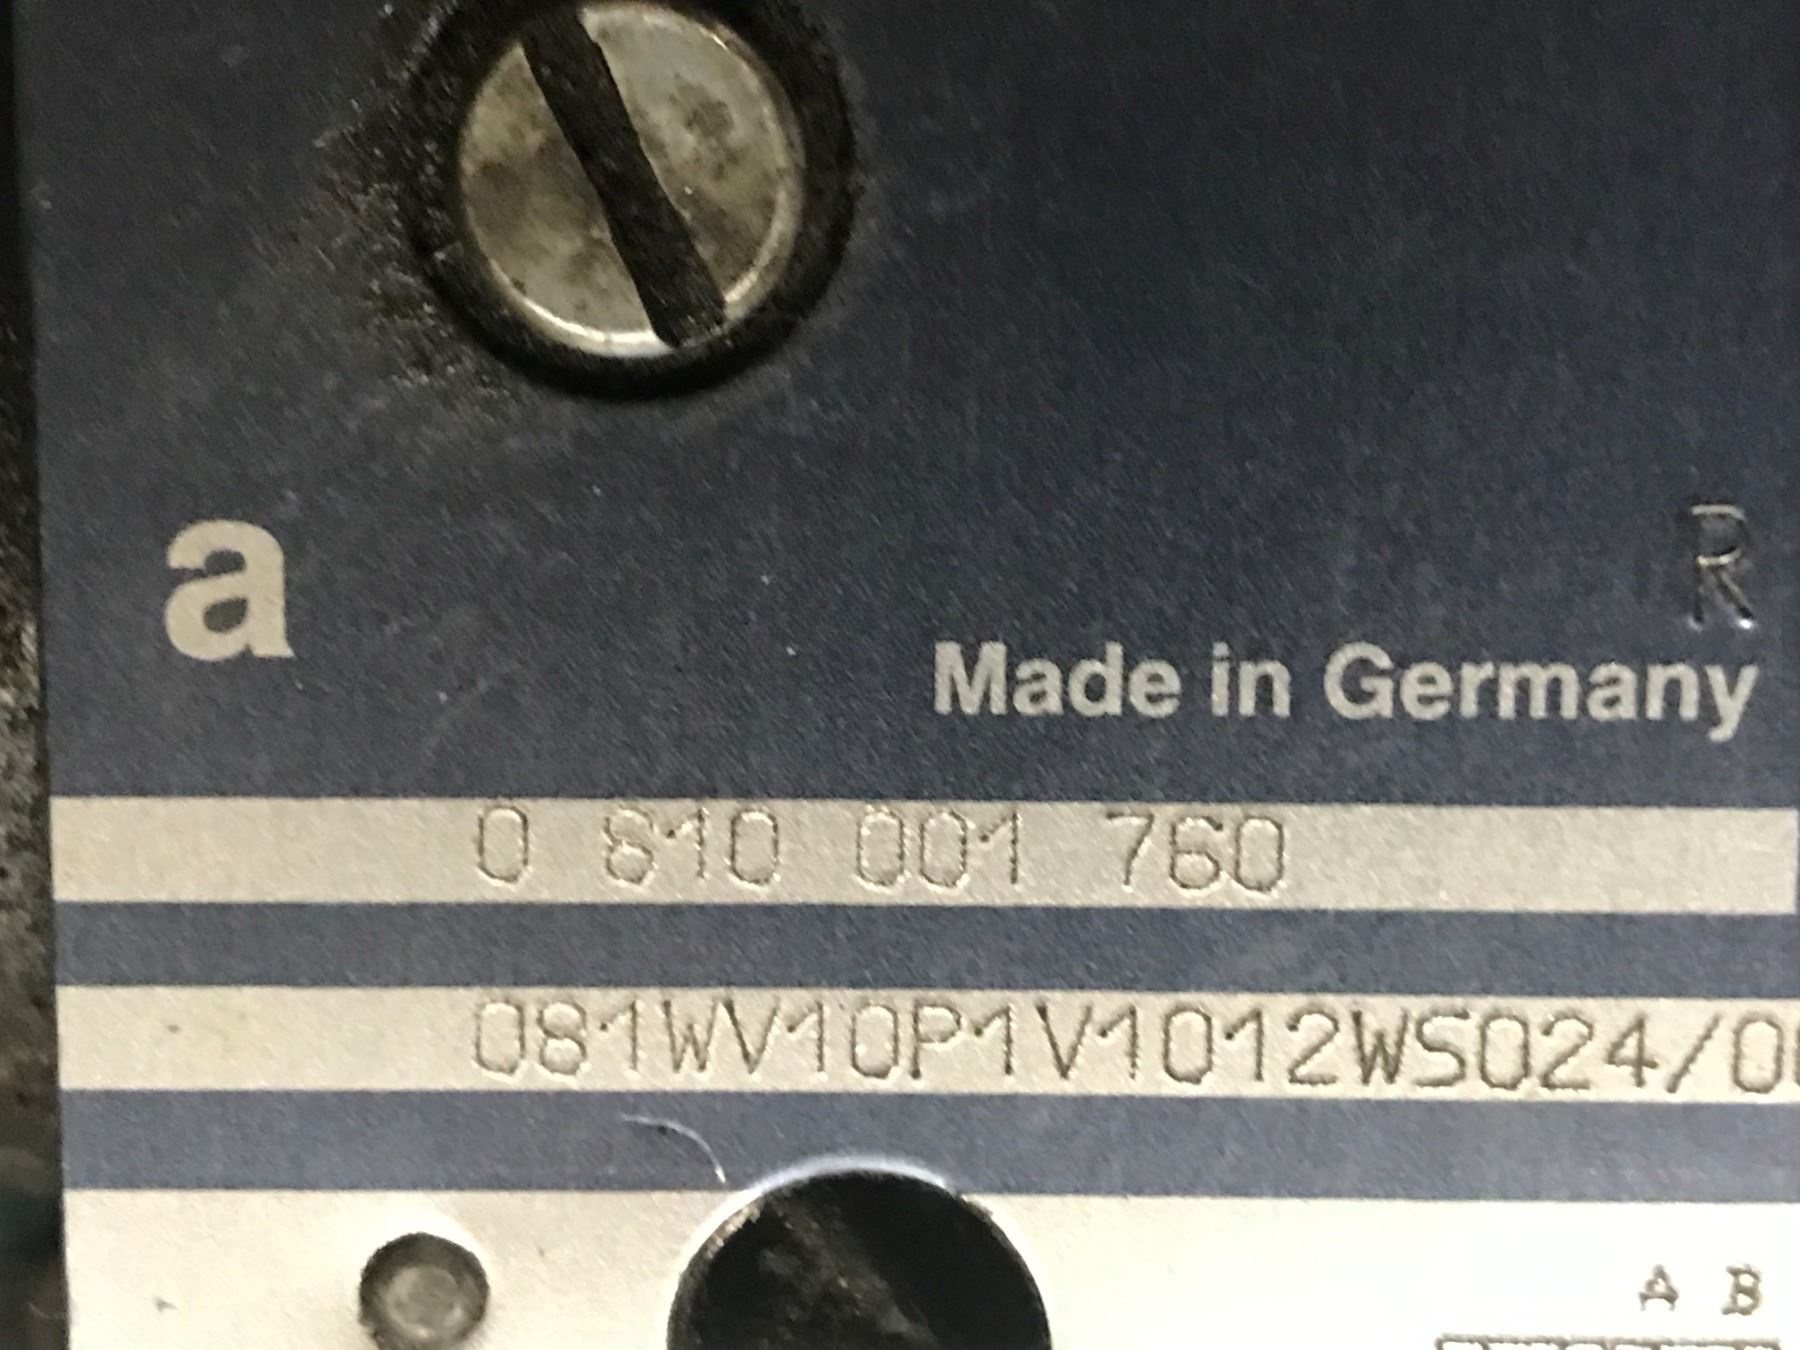 R
a
Made in Germany
0 810 001 760
081WV10P1V1012WS024/0
A B